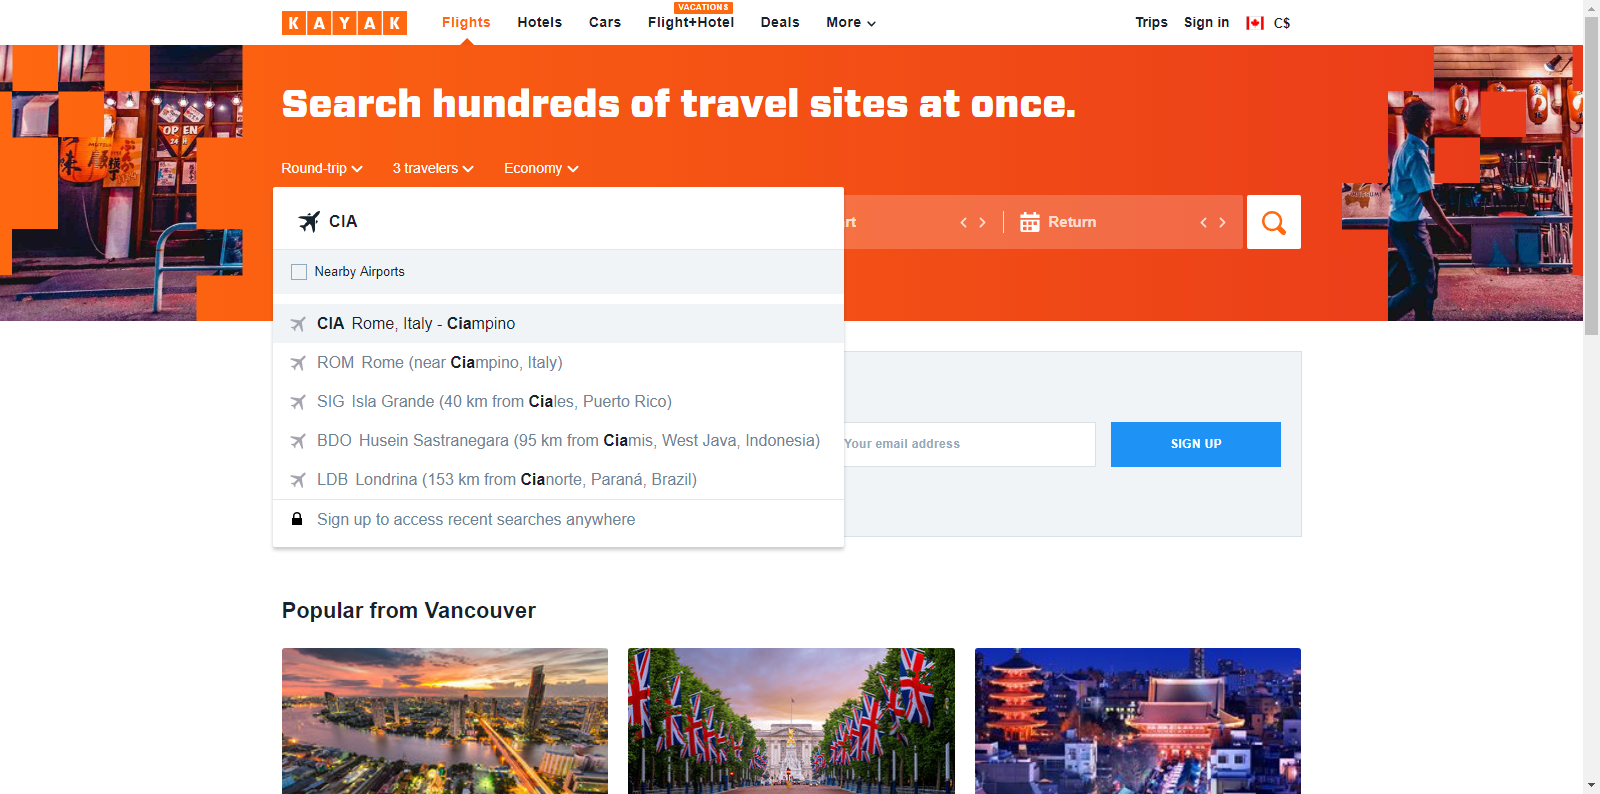 KAYAK
Flights
Hotels
Cars
VACATIONS
Flight+Hotel
Deals
More
Trips
Sign in
C$
Search hundreds of travel sites at once.
Round-trip
3 travelers
Economy
CIA
rt
Return
Nearby Airports
CIA Rome, Italy - Ciampino
ROM Rome (near Ciampino, Italy)
SIG Isla Grande (40 km from Ciales, Puerto Rico)
BDO Husein Sastranegara (95 km from Ciamis, West Java, Indonesia)
LDB Londrina (153 km from Cianorte, Paraná, Brazil)
Sign up to access recent searches anywhere
Your email address
SIGN UP
Popular from Vancouver
OPEN